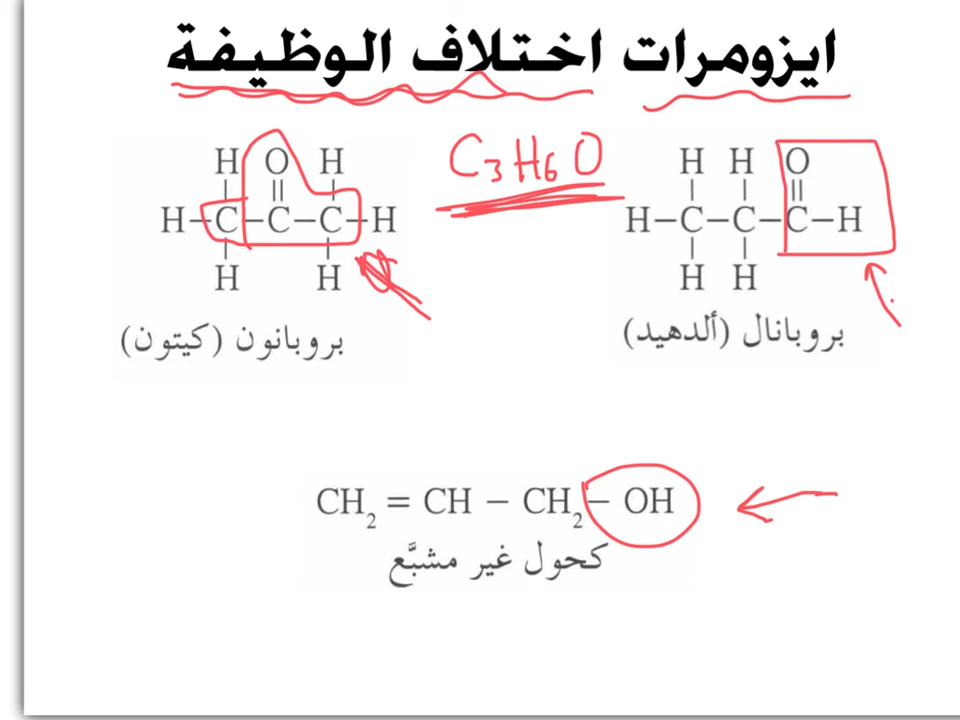 ايزومرات اختلاف الوظيفة
C₃H₆O
H O H
H–C–C–C–H
H H
بروبانون (كيتون)
H H O
H–C–C–C–H
H H
بروبانال (ألدهيد)
CH₂ = CH – CH₂ – OH
كحول غير مشبَّع